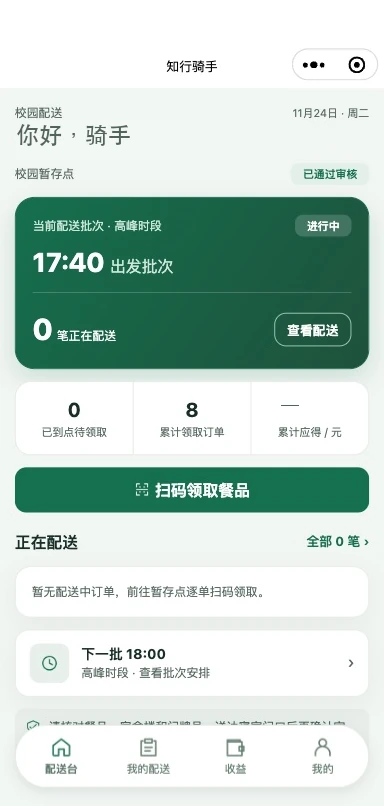 知行骑手
校园配送
11月24日 · 周二
你好，骑手
校园暂存点
已通过审核
当前配送批次 · 高峰时段
进行中
17:40 出发批次
0 笔正在配送
查看配送
0
8
—
已到点待领取
累计领取订单
累计应得 / 元
扫码领取餐品
正在配送
全部 0 笔 ›
暂无配送中订单，前往暂存点逐单扫码领取。
下一批 18:00
高峰时段 · 查看批次安排
配送台
我的配送
收益
我的